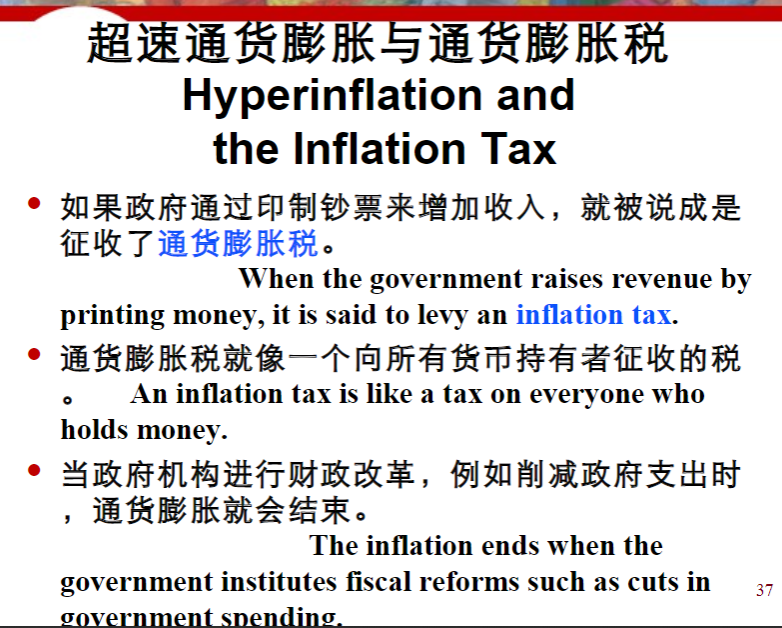 超速通货膨胀与通货膨胀税
Hyperinflation and
the Inflation Tax
• 如果政府通过印制钞票来增加收入，就被说成是
征收了通货膨胀税。
When the government raises revenue by
printing money, it is said to levy an inflation tax.
• 通货膨胀税就像一个向所有货币持有者征收的税
。 An inflation tax is like a tax on everyone who
holds money.
• 当政府机构进行财政改革，例如削减政府支出时
，通货膨胀就会结束。
The inflation ends when the
government institutes fiscal reforms such as cuts in
government spending.
37